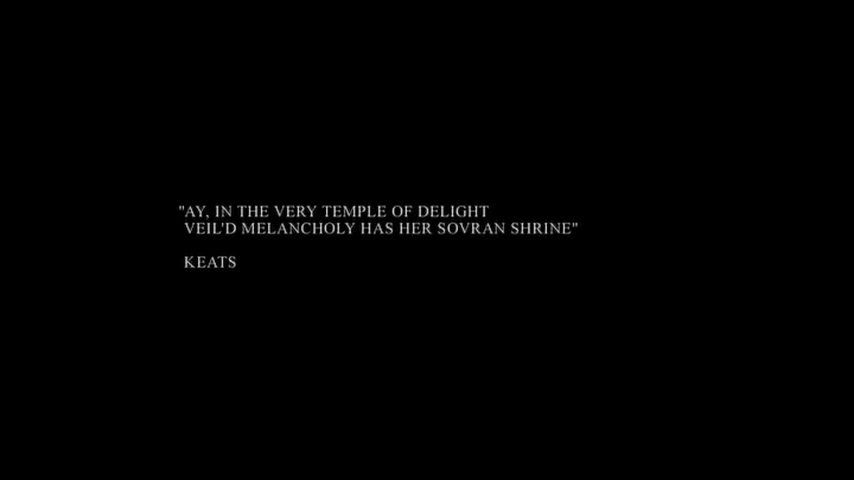 "AY, IN THE VERY TEMPLE OF DELIGHT
VEIL'D MELANCHOLY HAS HER SOVRAN SHRINE"
KEATS